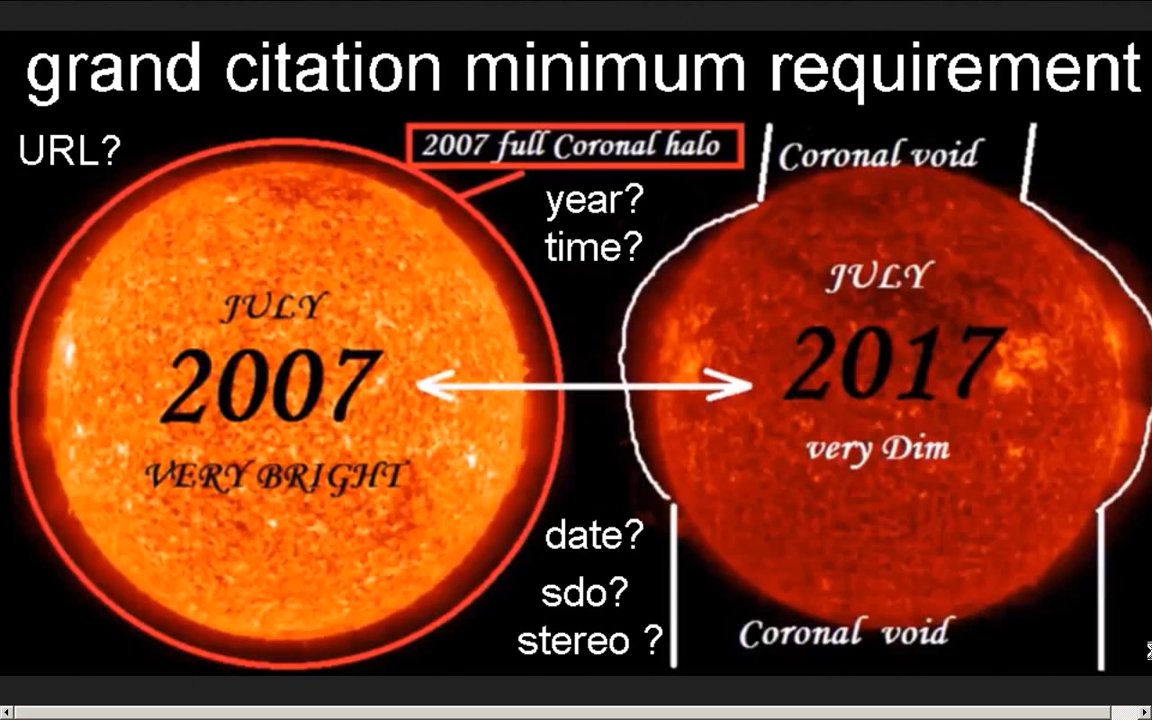 grand citation minimum requirement
URL?
2007 full Coronal halo
Coronal void
year?
time?
JULY
2007
VERY BRIGHT
JULY
2017
very Dim
date?
sdo?
stereo ?
Coronal void